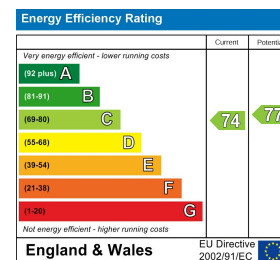 Energy Efficiency Rating
Current
Very energy efficient - lower running costs
(92 plus) A
(81-91) B
(69-80) C
74
77
(55-68) D
(39-54) E
(21-38) F
(1-20) G
Not energy efficient - higher running costs
England & Wales
EU Directive
2002/91/EC